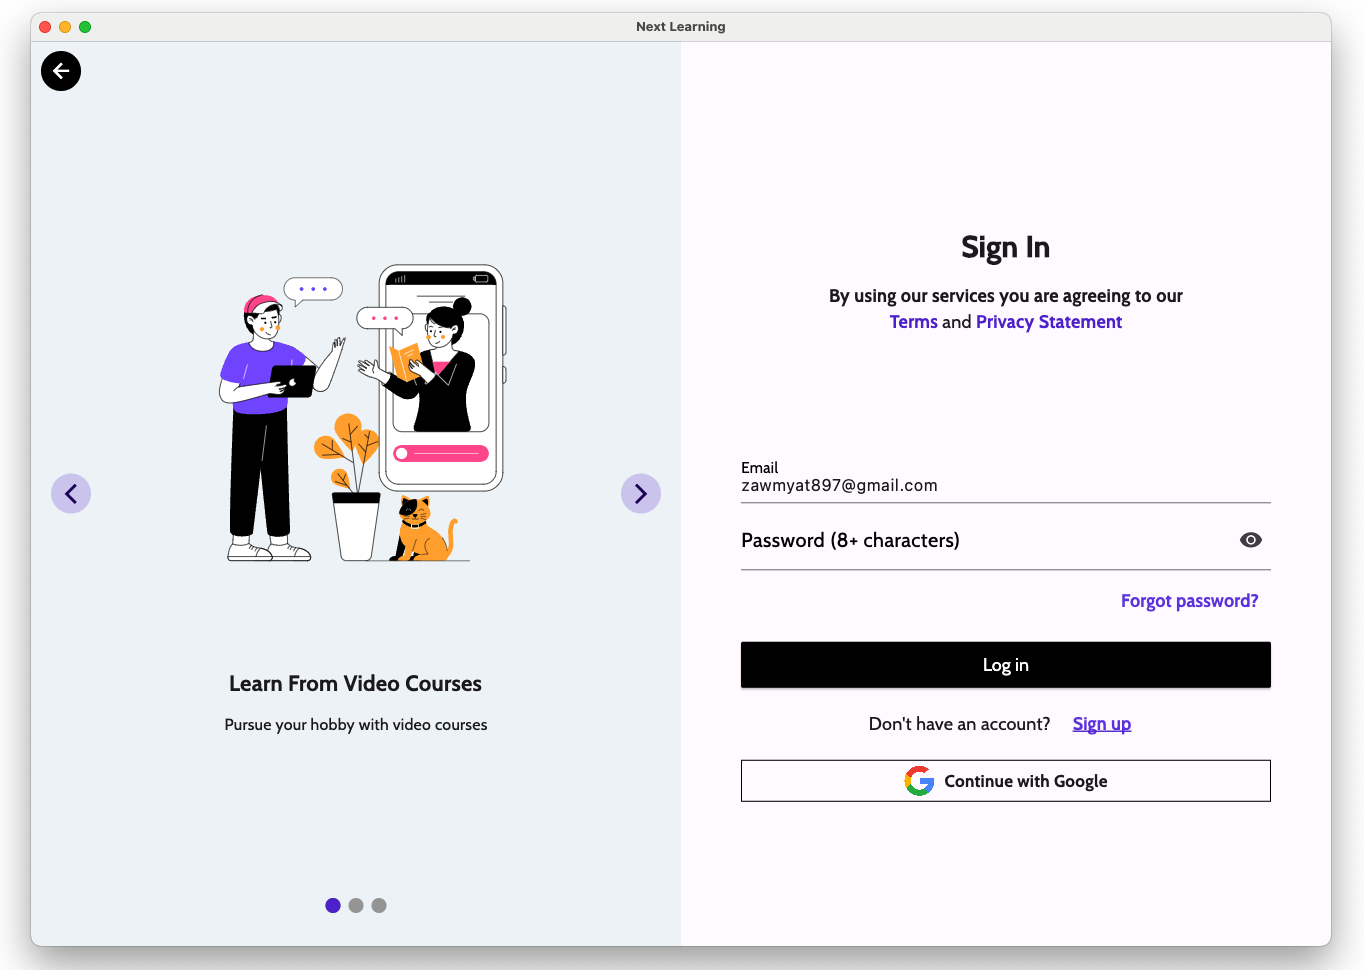 Next Learning
Learn From Video Courses
Pursue your hobby with video courses
Sign In
By using our services you are agreeing to our
Terms and Privacy Statement
Email
zawmyat897@gmail.com
Password (8+ characters)
Forgot password?
Log in
Don't have an account? Sign up
Continue with Google